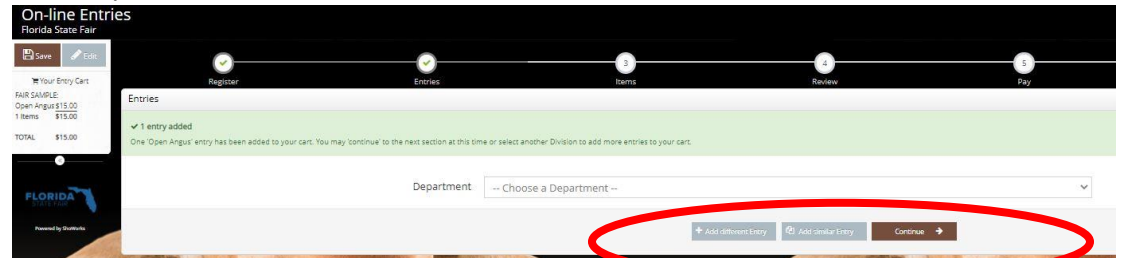 On-line Entries
Florida State Fair
Save Edit
Your Entry Cart
FAIR SAMPLE:
Open Angus $15.00
1 Items $15.00
TOTAL $15.00
FLORIDA
STATE FAIR
Powered by ShoWorks
3 4 5
Register Entries Items Review Pay
Entries
1 entry added
One 'Open Angus' entry has been added to your cart. You may 'continue' to the next section at this time or select another Division to add more entries to your cart.
Department -- Choose a Department --
+ Add different Entry Add similar Entry Continue →